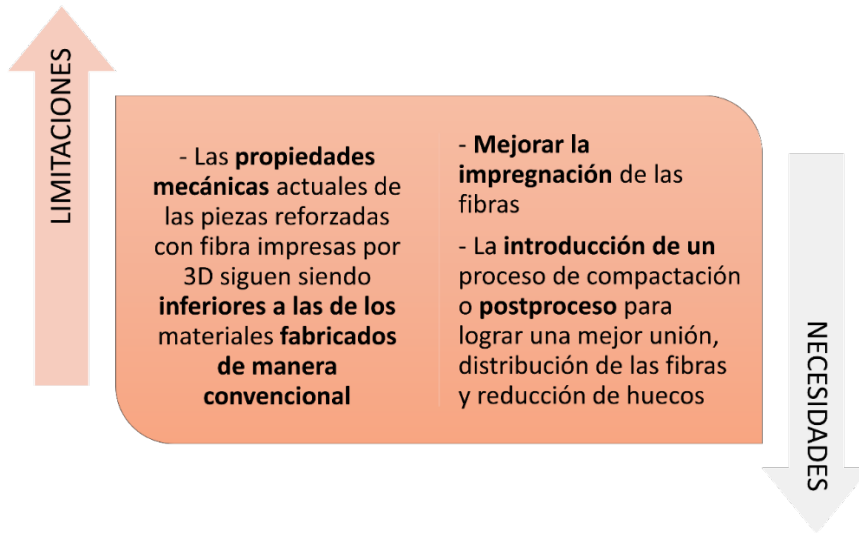 LIMITACIONES
- Las propiedades
mecánicas actuales de
las piezas reforzadas
con fibra impresas por
3D siguen siendo
inferiores a las de los
materiales fabricados
de manera
convencional
- Mejorar la
impregnación de las
fibras
- La introducción de un
proceso de compactación
o postproceso para
lograr una mejor unión,
distribución de las fibras
y reducción de huecos
NECESIDADES